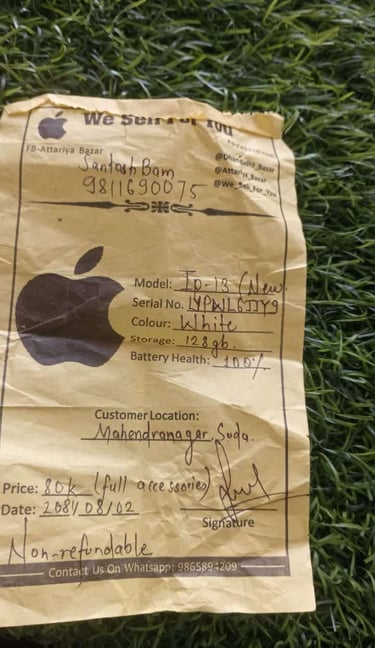 We Sell For You
FB-Attariya Bazar
@Attariya_Bazar
@We_Sell_For_You
Santosh Bam
9811690075
Model: Ip-13 (New
Serial No.
Colour: White
Storage: 128gb.
Battery Health: 100%
Customer Location:
Mahendranagar, Suda.
Price: 80k (full accessories)
Date: 2081/08/02
Signature
Non-refundable
Contact Us On Whatsapp: 9865894209